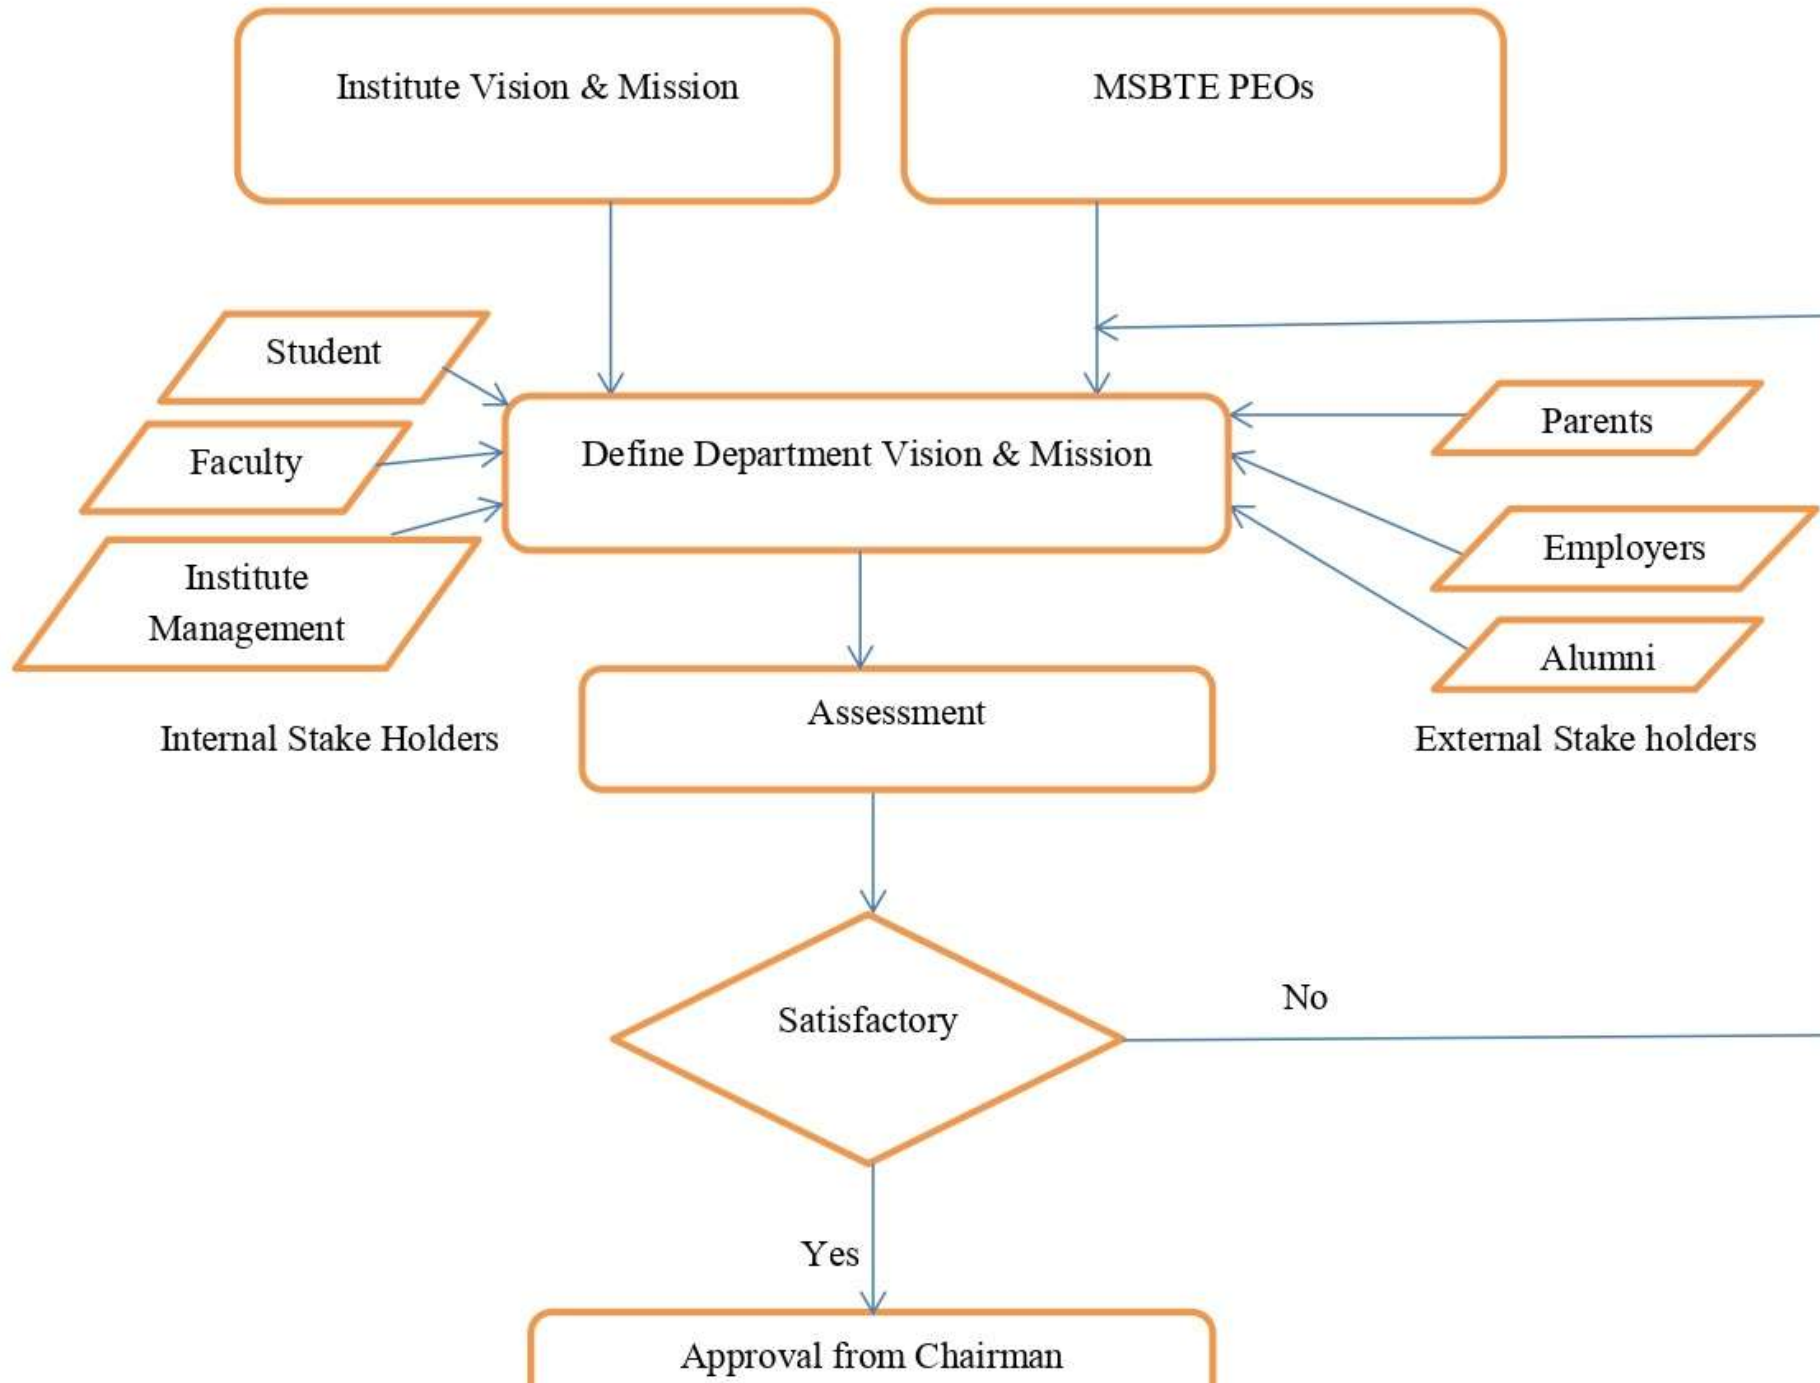 Institute Vision & Mission
MSBTE PEOs
Student
Faculty
Institute
Management
Internal Stake Holders
Define Department Vision & Mission
Parents
Employers
Alumni
External Stake holders
Assessment
Satisfactory
No
Yes
Approval from Chairman